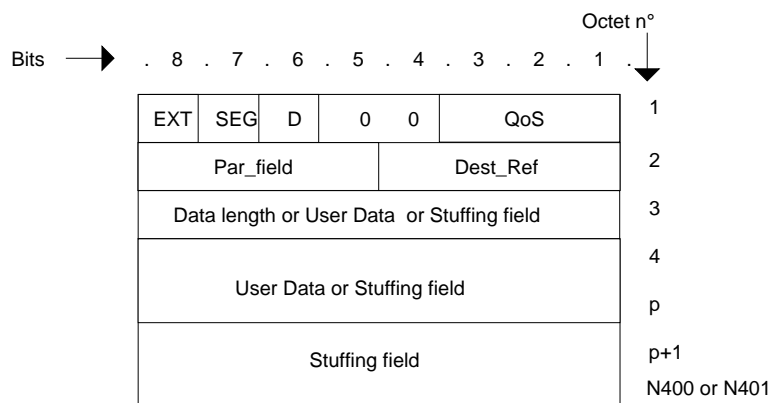 Octet n°
Bits . 8 . 7 . 6 . 5 . 4 . 3 . 2 . 1 .
EXT SEG D 0 0 QoS 1
Par_field Dest_Ref 2
Data length or User Data or Stuffing field 3
4
User Data or Stuffing field
p
Stuffing field p+1
N400 or N401